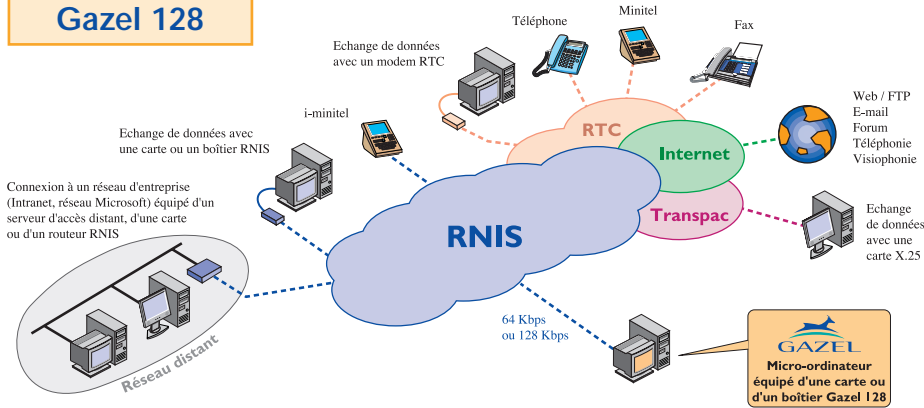 Gazel 128
Téléphone
Minitel
Fax
Echange de données
avec un modem RTC
i-minitel
Echange de données avec
une carte ou un boîtier RNIS
Connexion à un réseau d'entreprise
(Intranet, réseau Microsoft) équipé d'un
serveur d'accès distant, d'une carte
ou d'un routeur RNIS
RTC
Internet
Transpac
RNIS
Web / FTP
E-mail
Forum
Téléphonie
Visiophonie
Echange
de données
avec une
carte X.25
64 Kbps
ou 128 Kbps
Réseau distant
GAZEL
Micro-ordinateur
équipé d'une carte ou
d'un boîtier Gazel 128